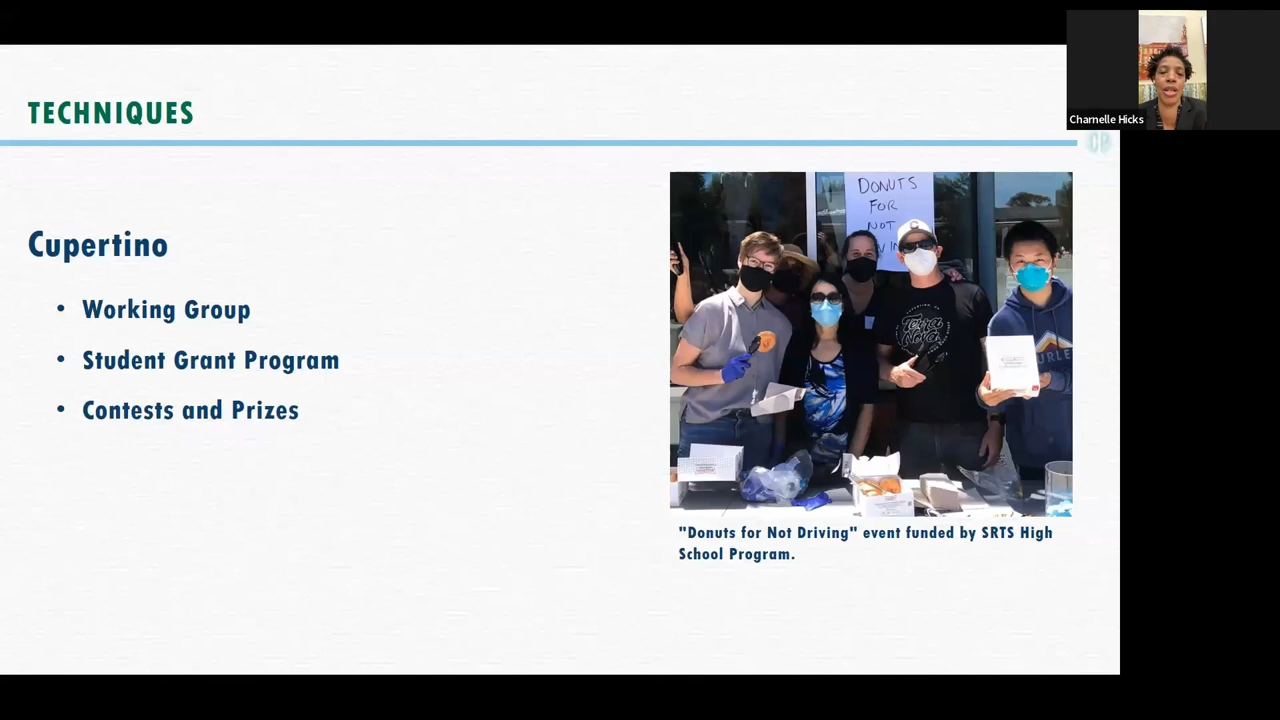 TECHNIQUES
Charnelle Hicks
Cupertino
• Working Group
• Student Grant Program
• Contests and Prizes
DONUTS
FOR
NOT
"Donuts for Not Driving" event funded by SRTS High
School Program.